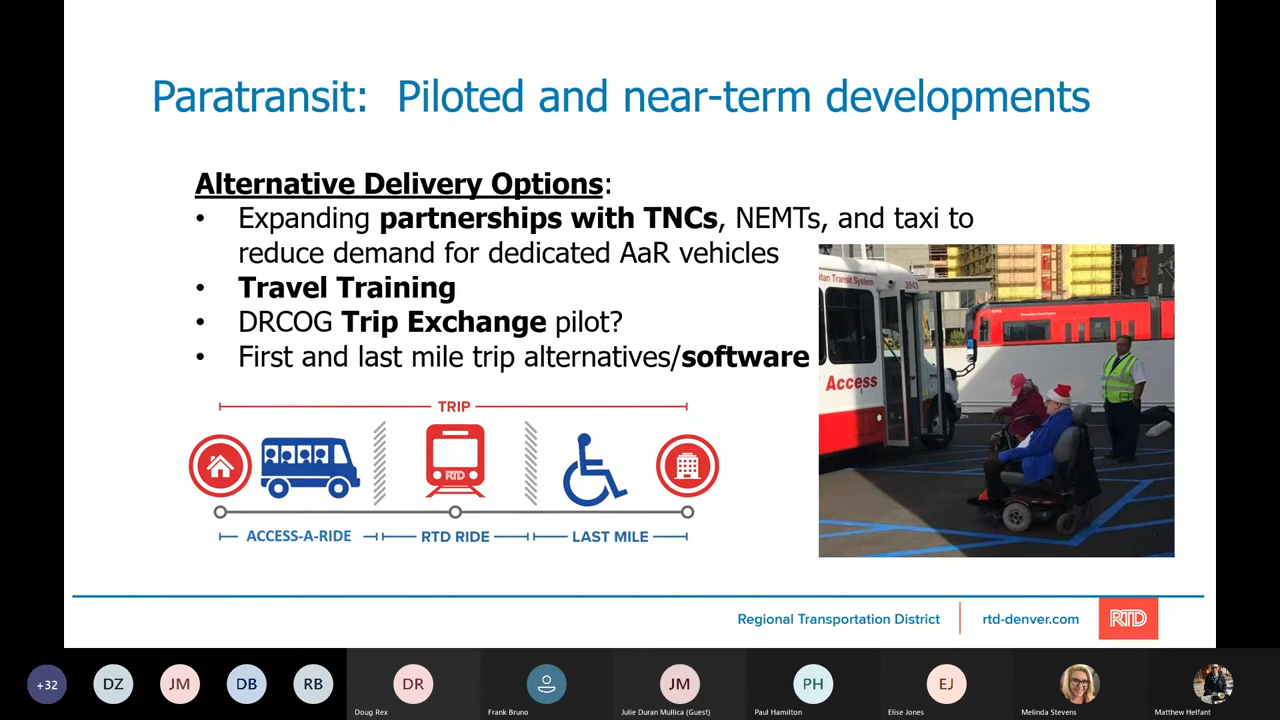 Paratransit: Piloted and near-term developments
Alternative Delivery Options:
• Expanding partnerships with TNCs, NEMTs, and taxi to
reduce demand for dedicated AaR vehicles
• Travel Training
• DRCOG Trip Exchange pilot?
• First and last mile trip alternatives/software
TRIP
RTD
ACCESS-A-RIDE
RTD RIDE
LAST MILE
itan Transit System
3843
Access
Regional Transportation District
rtd-denver.com
RTD
+32
DZ
JM
DB
RB
DR
Doug Rex
Frank Bruno
JM
Julie Duran Mullica (Guest)
PH
Paul Hamilton
EJ
Elise Jones
Melinda Stevens
Matthew Helfant